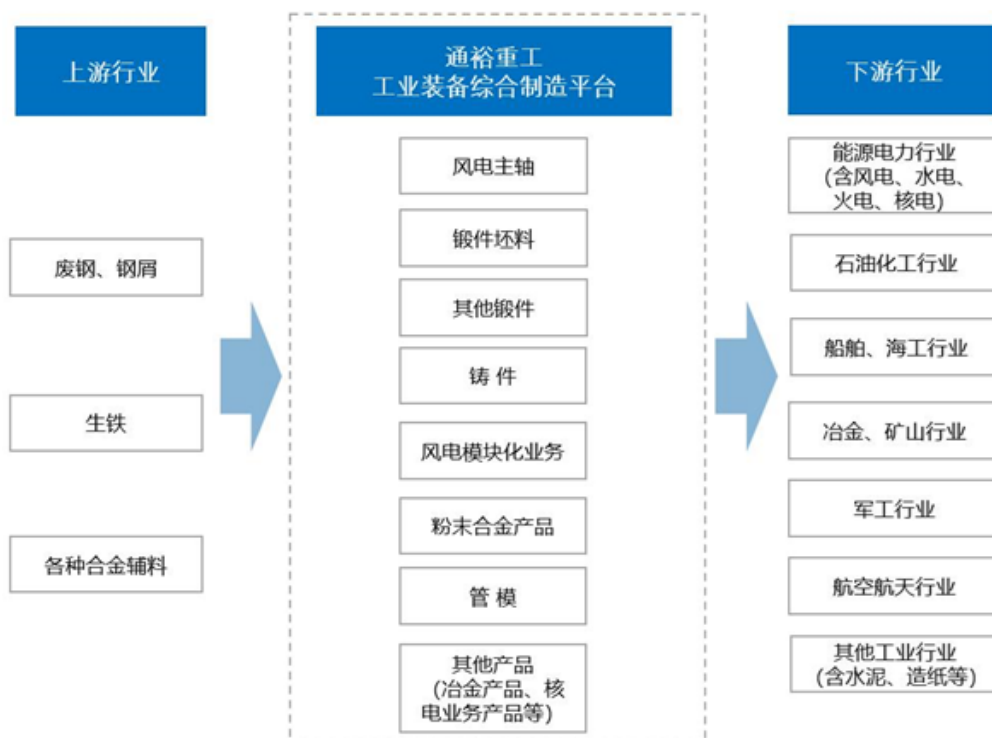 上游行业
废钢、钢屑
生铁
各种合金辅料
通裕重工
工业装备综合制造平台
风电主轴
锻件坯料
其他锻件
铸 件
风电模块化业务
粉末合金产品
管 模
其他产品
(冶金产品、核
电业务产品等)
下游行业
能源电力行业
(含风电、水电、
火电、核电)
石油化工行业
船舶、海工行业
冶金、矿山行业
军工行业
航空航天行业
其他工业行业
(含水泥、造纸等)